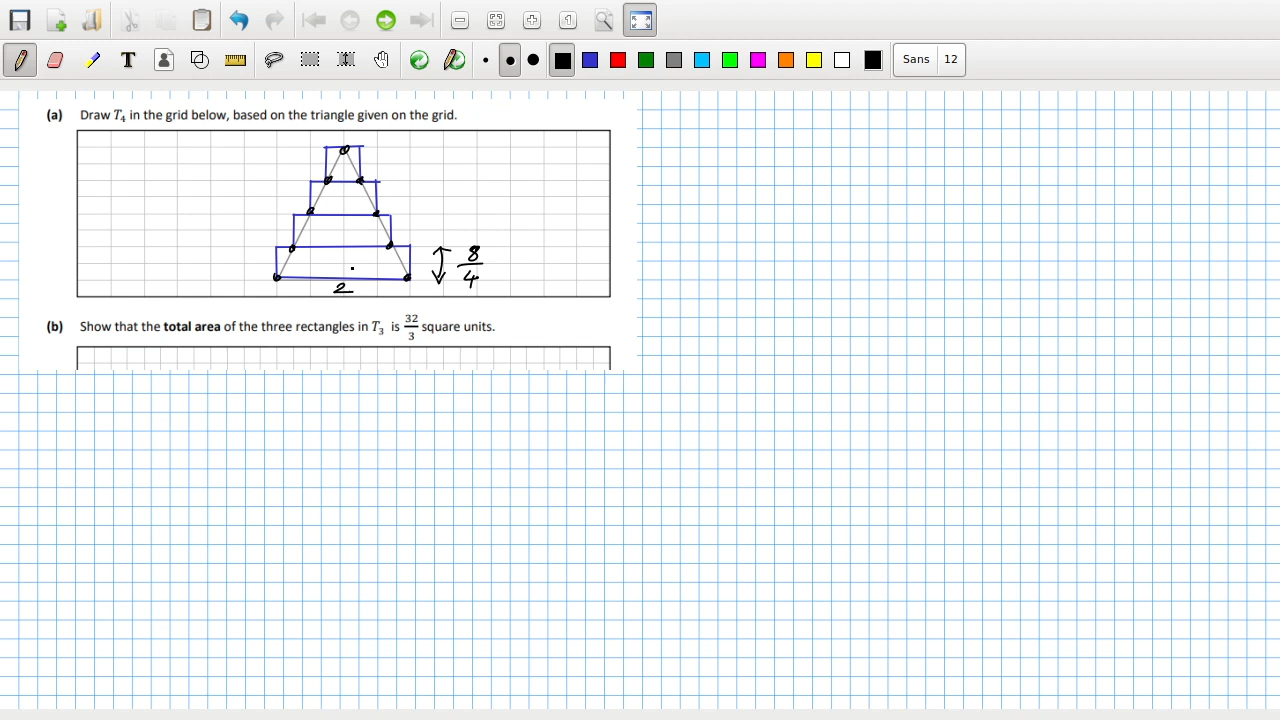 T
1
Sans 12
(a) Draw T₄ in the grid below, based on the triangle given on the grid.
8/4
2
(b) Show that the total area of the three rectangles in T₃ is 32/3 square units.